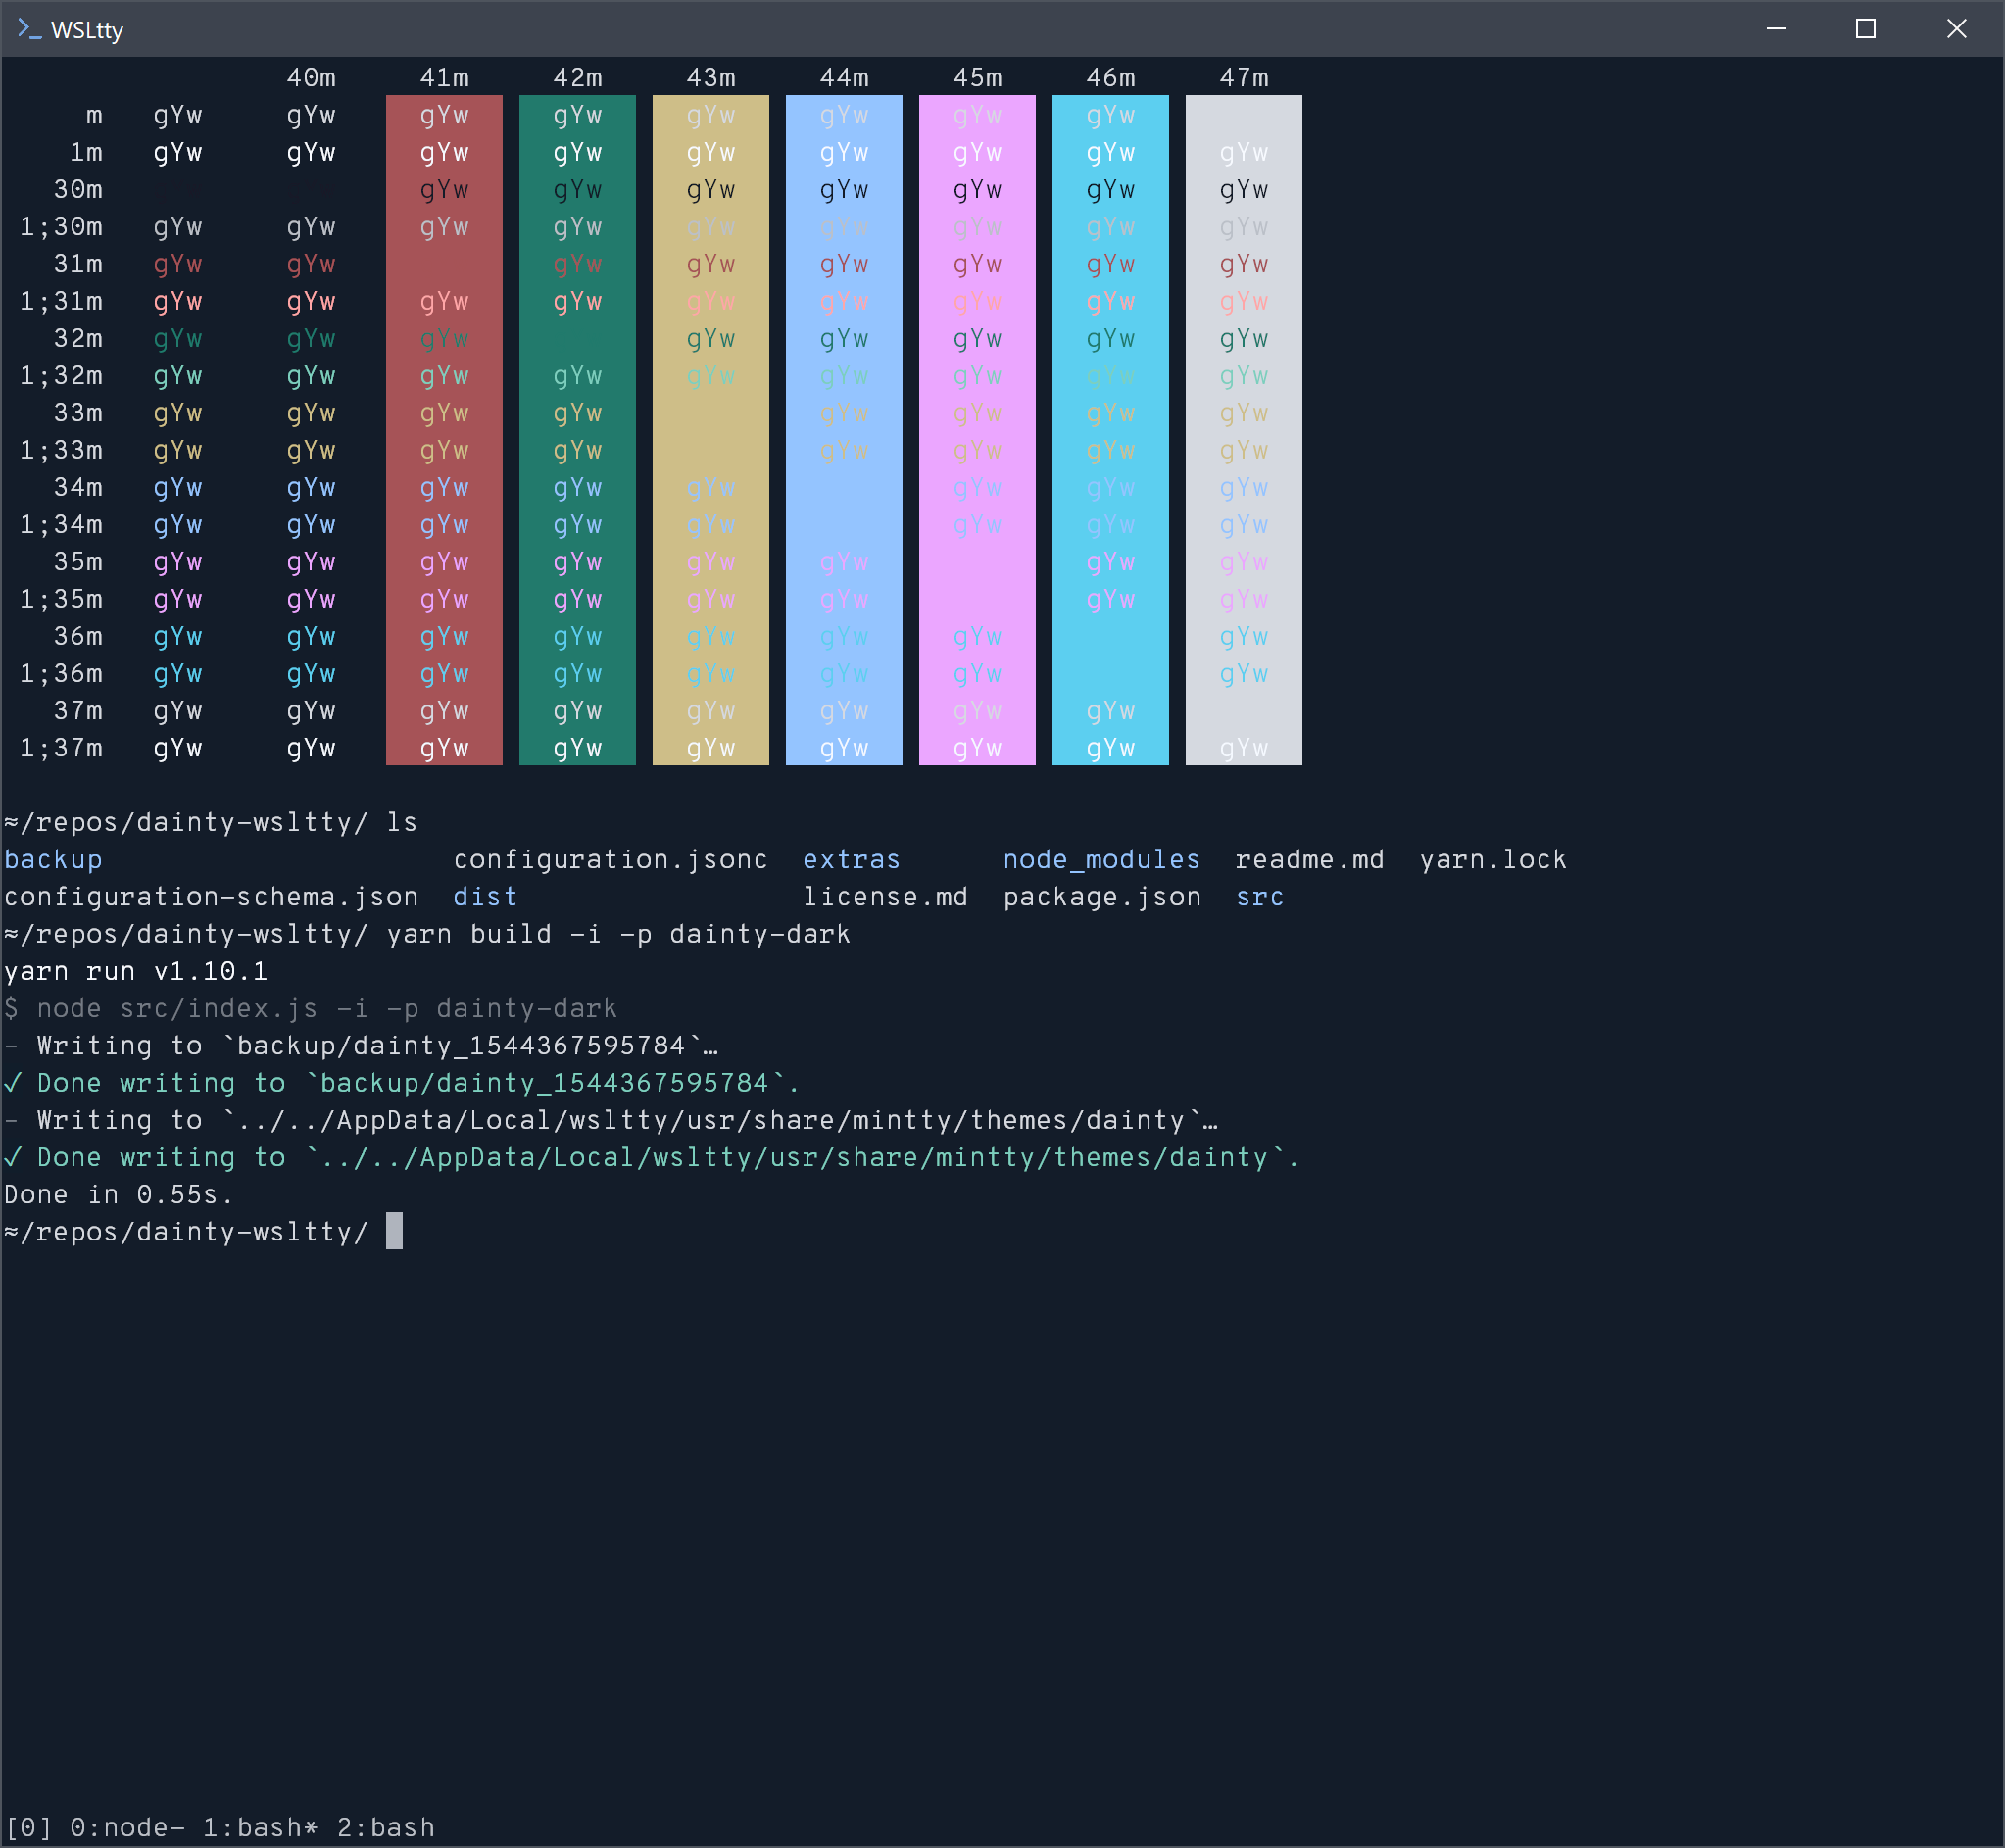 WSLtty
40m 41m 42m 43m 44m 45m 46m 47m
m gYw gYw gYw gYw gYw gYw gYw gYw
1m gYw gYw gYw gYw gYw gYw gYw gYw gYw
30m gYw gYw gYw gYw gYw gYw gYw
1;30m gYw gYw gYw gYw gYw gYw gYw gYw gYw
31m gYw gYw gYw gYw gYw gYw gYw gYw
1;31m gYw gYw gYw gYw gYw gYw gYw gYw gYw
32m gYw gYw gYw gYw gYw gYw gYw gYw
1;32m gYw gYw gYw gYw gYw gYw gYw gYw gYw
33m gYw gYw gYw gYw gYw gYw gYw gYw
1;33m gYw gYw gYw gYw gYw gYw gYw gYw
34m gYw gYw gYw gYw gYw gYw gYw gYw
1;34m gYw gYw gYw gYw gYw gYw gYw gYw
35m gYw gYw gYw gYw gYw gYw gYw gYw
1;35m gYw gYw gYw gYw gYw gYw gYw gYw
36m gYw gYw gYw gYw gYw gYw gYw gYw
1;36m gYw gYw gYw gYw gYw gYw gYw gYw
37m gYw gYw gYw gYw gYw gYw gYw gYw
1;37m gYw gYw gYw gYw gYw gYw gYw gYw gYw
≈/repos/dainty-wsltty/ ls
backup configuration.jsonc extras node_modules readme.md yarn.lock
configuration-schema.json dist license.md package.json src
≈/repos/dainty-wsltty/ yarn build -i -p dainty-dark
yarn run v1.10.1
$ node src/index.js -i -p dainty-dark
- Writing to `backup/dainty_1544367595784`…
✓ Done writing to `backup/dainty_1544367595784`.
- Writing to `../../AppData/Local/wsltty/usr/share/mintty/themes/dainty`…
✓ Done writing to `../../AppData/Local/wsltty/usr/share/mintty/themes/dainty`.
Done in 0.55s.
≈/repos/dainty-wsltty/
[0] 0:node- 1:bash* 2:bash